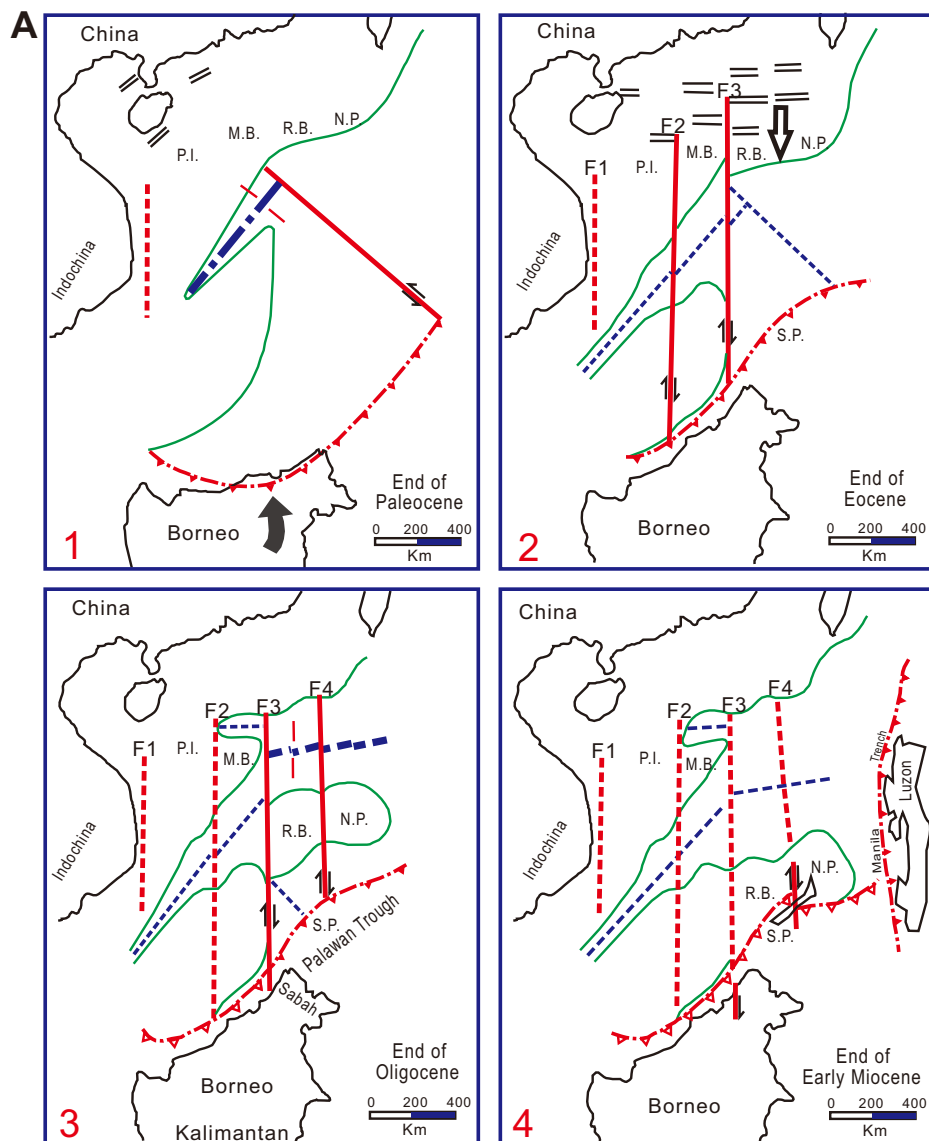 A
China
M.B.
R.B.
N.P.
P.I.
Indochina
Borneo
End of
Paleocene
0 200 400
Km
1
China
F3
F2
F1
P.I.
M.B.
R.B.
N.P.
Indochina
S.P.
Borneo
End of
Eocene
0 200 400
Km
2
China
F4
F3
F2
F1
P.I.
M.B.
R.B.
N.P.
Indochina
S.P.
Palawan Trough
Sabah
Borneo
Kalimantan
End of
Oligocene
0 200 400
Km
3
China
F4
F3
F2
F1
P.I.
M.B.
Trench
Luzon
Manila
Indochina
N.P.
R.B.
S.P.
Borneo
End of
Early Miocene
0 200 400
Km
4